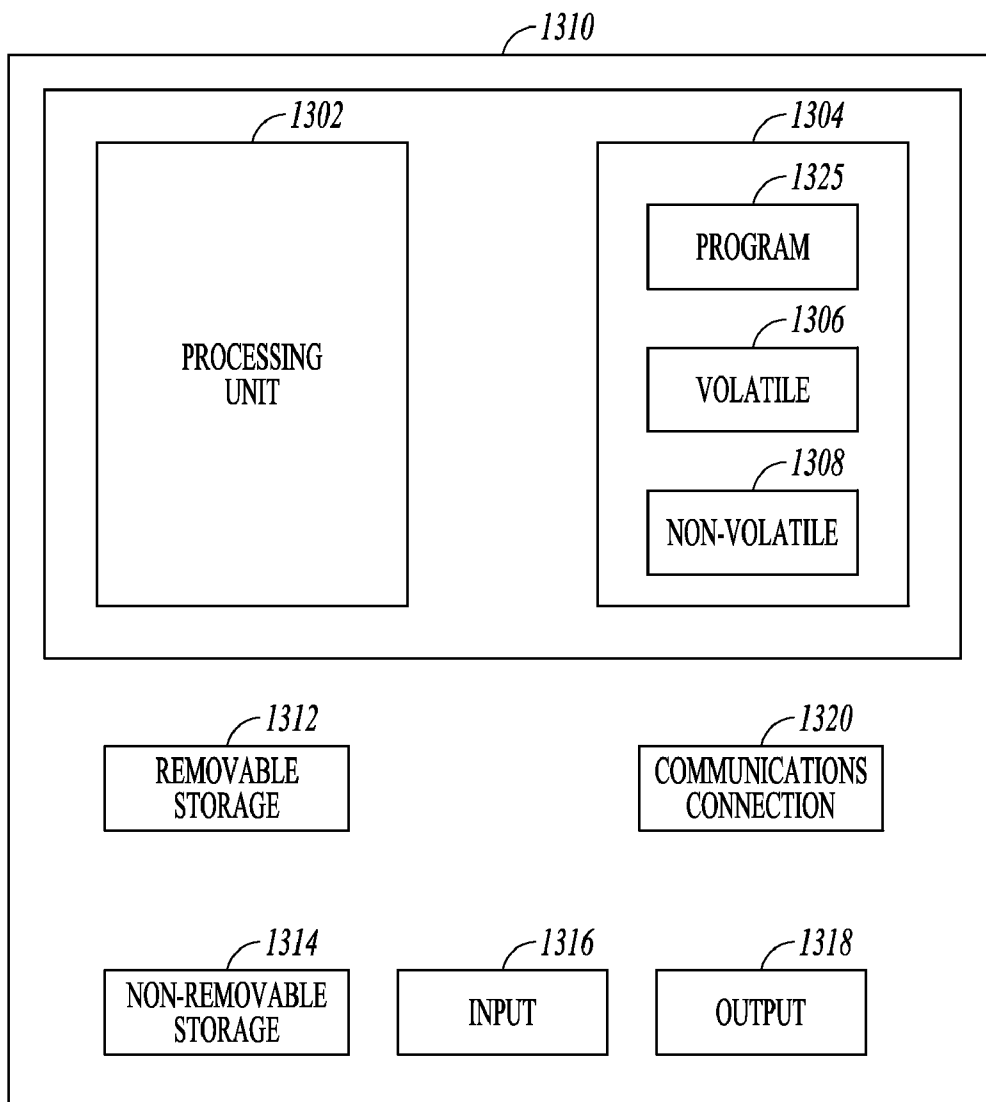 1310
1302
1304
1325
PROGRAM
PROCESSING
UNIT
1306
VOLATILE
1308
NON-VOLATILE
1312
REMOVABLE
STORAGE
1320
COMMUNICATIONS
CONNECTION
1314
NON-REMOVABLE
STORAGE
1316
INPUT
1318
OUTPUT